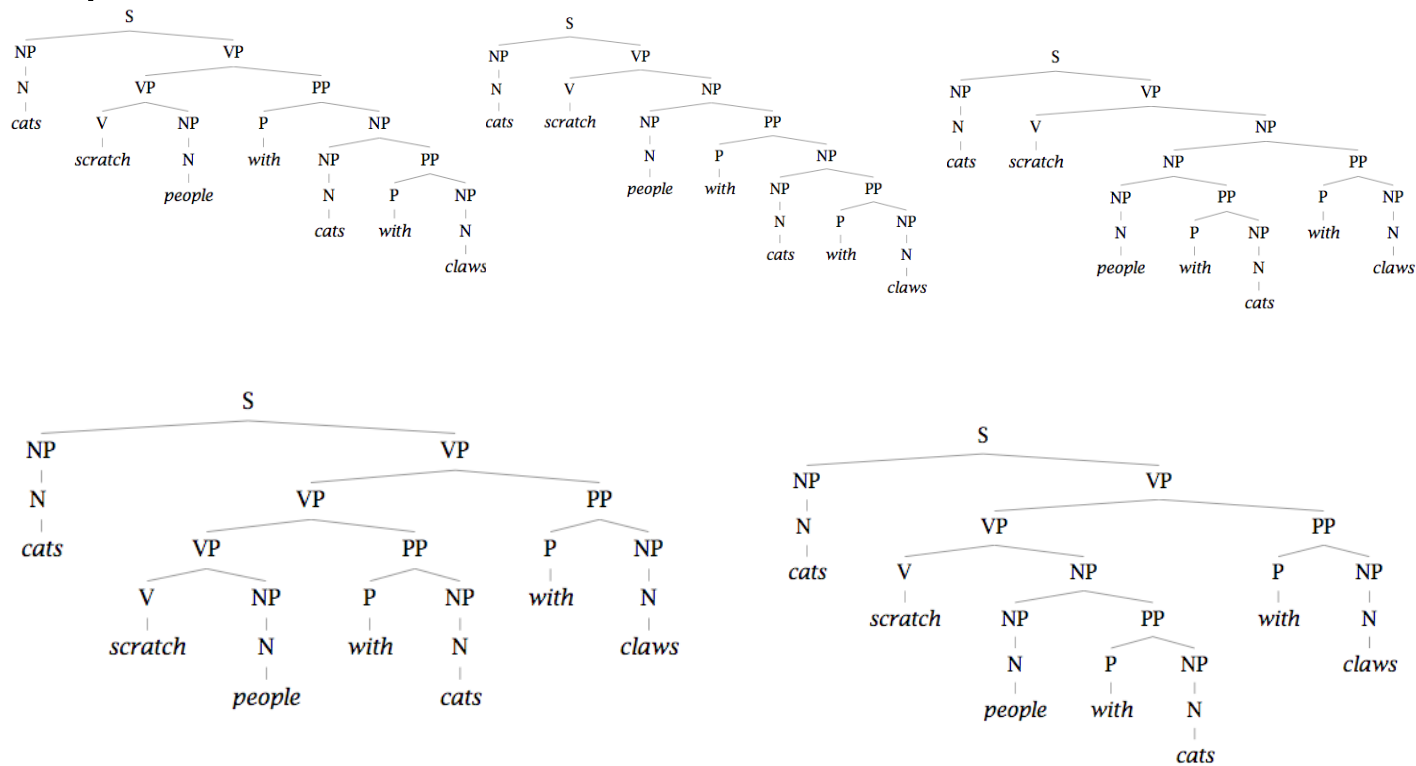 S
NP VP
N VP PP
cats V NP P NP
scratch N with NP PP
people N P NP
cats with N
claws
S
NP VP
N V NP
cats scratch NP PP
N P NP
people with NP PP
N P NP
cats with N
claws
S
NP VP
N V NP
cats scratch NP PP
NP PP P NP
N P NP with N
people with N claws
cats
S
NP VP
N VP PP
cats VP PP P NP
V NP P NP with N
scratch N with N claws
people cats
S
NP VP
N VP PP
cats V NP P NP
scratch NP PP with N
N P NP claws
people with N
cats